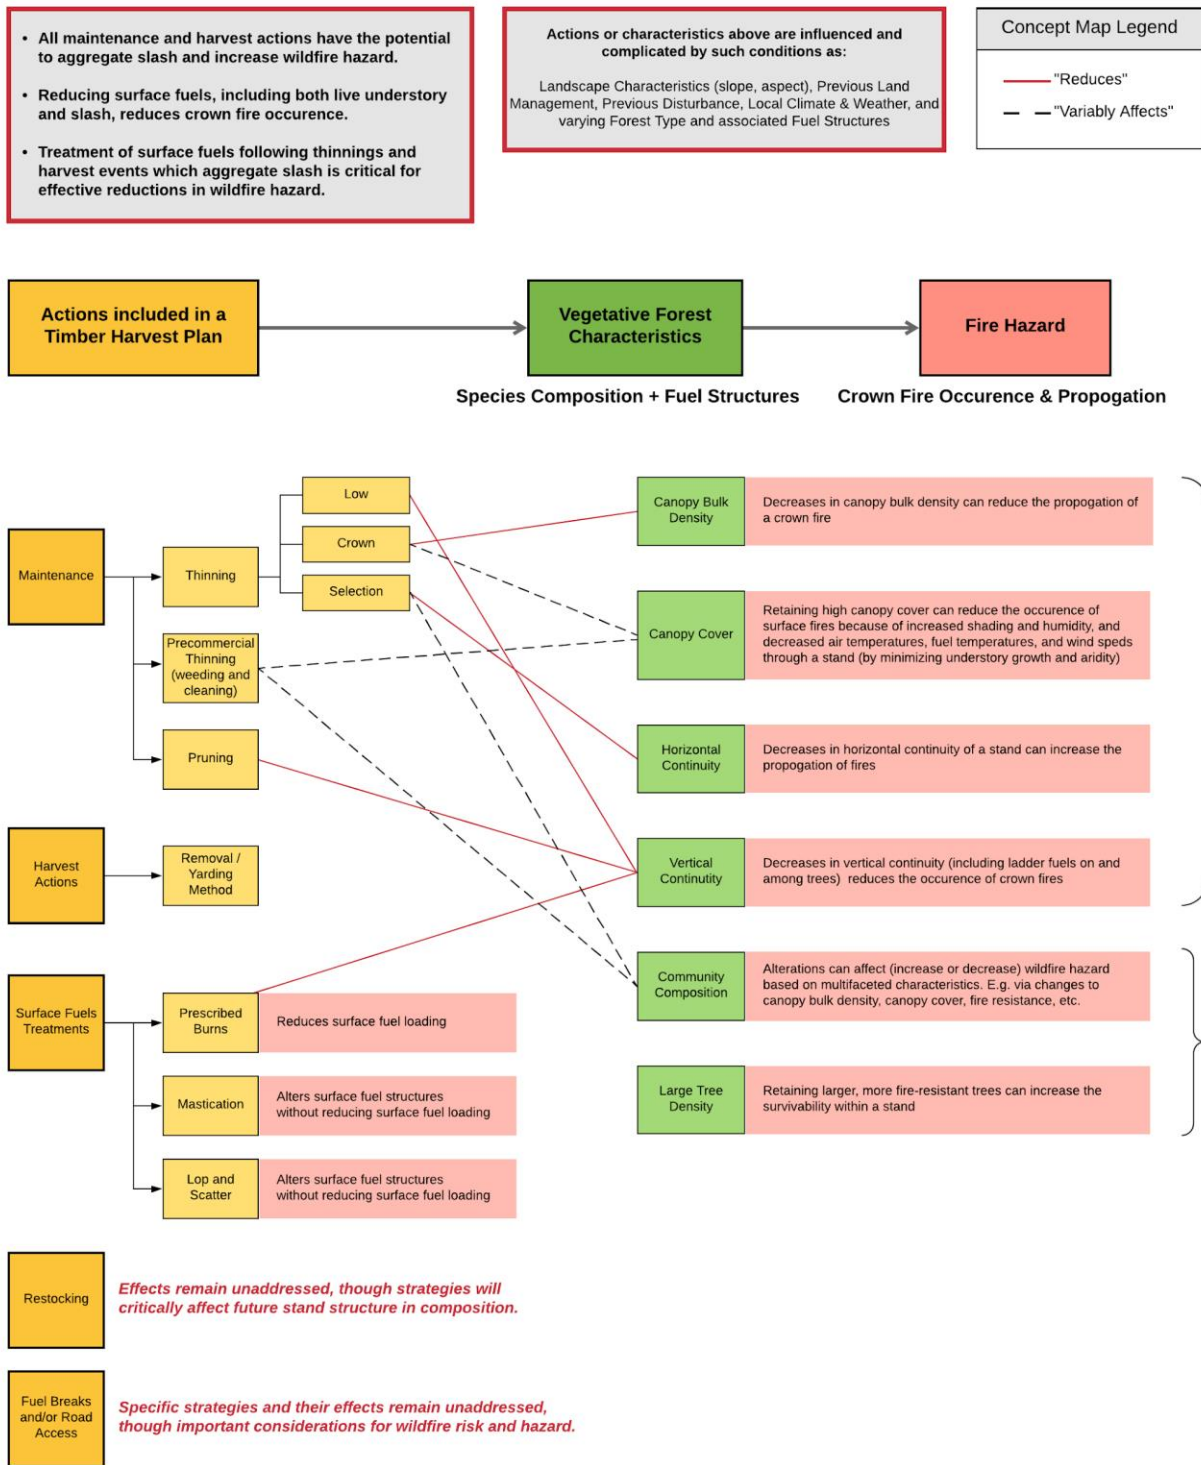 • All maintenance and harvest actions have the potential
to aggregate slash and increase wildfire hazard.
• Reducing surface fuels, including both live understory
and slash, reduces crown fire occurence.
• Treatment of surface fuels following thinnings and
harvest events which aggregate slash is critical for
effective reductions in wildfire hazard.
Actions or characteristics above are influenced and
complicated by such conditions as:
Landscape Characteristics (slope, aspect), Previous Land
Management, Previous Disturbance, Local Climate & Weather, and
varying Forest Type and associated Fuel Structures
Concept Map Legend
"Reduces"
"Variably Affects"
Actions included in a
Timber Harvest Plan
Vegetative Forest
Characteristics
Fire Hazard
Species Composition + Fuel Structures
Crown Fire Occurence & Propogation
Maintenance
Thinning
Low
Crown
Selection
Precommercial
Thinning
(weeding and
cleaning)
Pruning
Harvest
Actions
Removal /
Yarding
Method
Surface Fuels
Treatments
Prescribed
Burns
Reduces surface fuel loading
Mastication
Alters surface fuel structures
without reducing surface fuel loading
Lop and
Scatter
Alters surface fuel structures
without reducing surface fuel loading
Canopy Bulk
Density
Decreases in canopy bulk density can reduce the propogation of
a crown fire
Canopy Cover
Retaining high canopy cover can reduce the occurence of
surface fires because of increased shading and humidity, and
decreased air temperatures, fuel temperatures, and wind speds
through a stand (by minimizing understory growth and aridity)
Horizontal
Continuity
Decreases in horizontal continuity of a stand can increase the
propogation of fires
Vertical
Continutity
Decreases in vertical continuity (including ladder fuels on and
among trees) reduces the occurence of crown fires
Community
Composition
Alterations can affect (increase or decrease) wildfire hazard
based on multifaceted characteristics. E.g. via changes to
canopy bulk density, canopy cover, fire resistance, etc.
Large Tree
Density
Retaining larger, more fire-resistant trees can increase the
survivability within a stand
Restocking
Effects remain unaddressed, though strategies will
critically affect future stand structure in composition.
Fuel Breaks
and/or Road
Access
Specific strategies and their effects remain unaddressed,
though important considerations for wildfire risk and hazard.